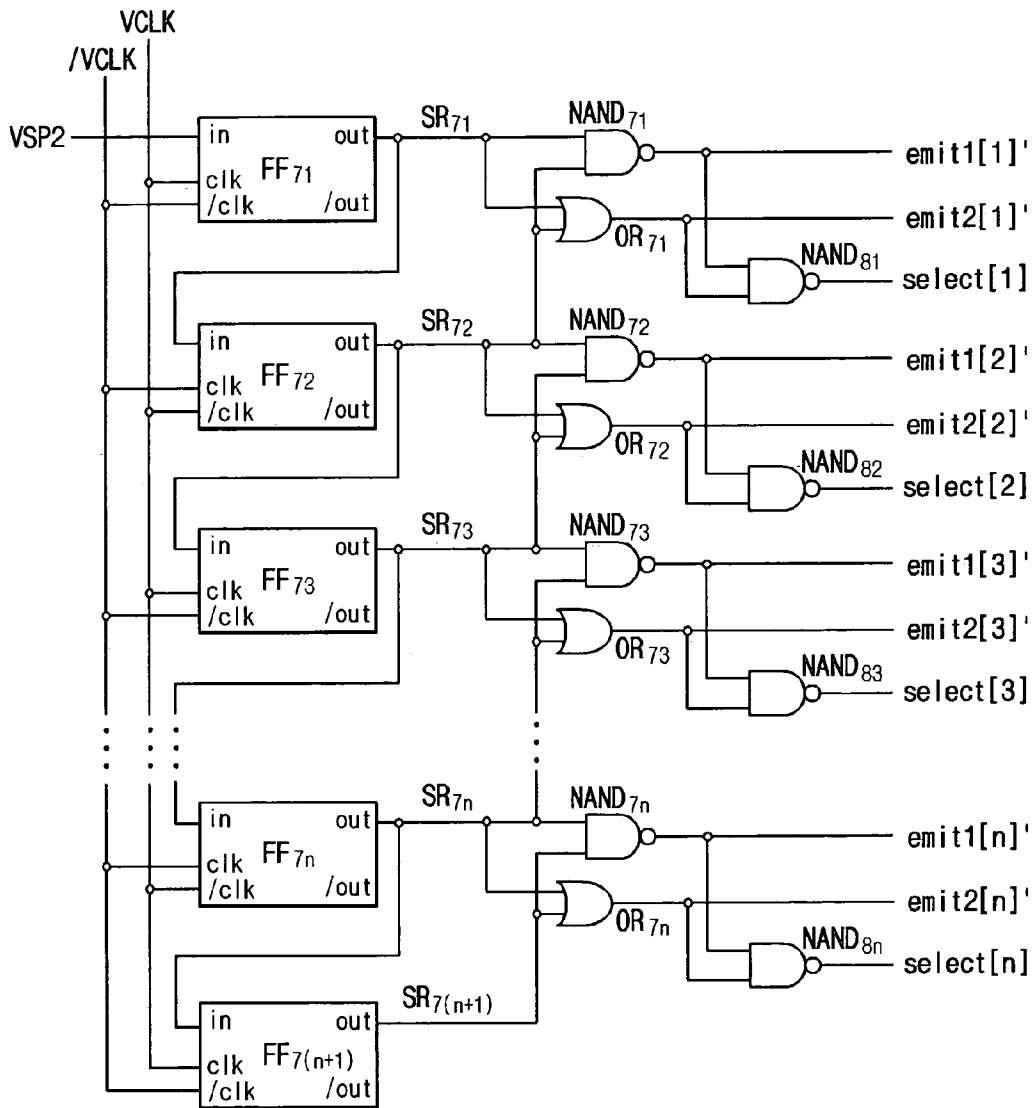 VCLK
/VCLK
VSP2
in out
FF71
clk
/clk /out
SR71
NAND71
emit1[1]'
OR71
emit2[1]'
NAND81
select[1]
in out
FF72
clk
/clk /out
SR72
NAND72
emit1[2]'
OR72
emit2[2]'
NAND82
select[2]
in out
FF73
clk
/clk /out
SR73
NAND73
emit1[3]'
OR73
emit2[3]'
NAND83
select[3]
in out
FF7n
clk
/clk /out
SR7n
NAND7n
emit1[n]'
OR7n
emit2[n]'
NAND8n
select[n]
SR7(n+1)
in out
FF7(n+1)
clk
/clk /out